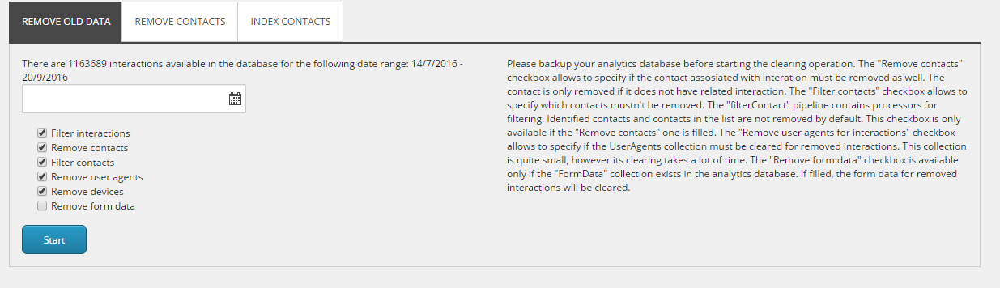 REMOVE OLD DATA
REMOVE CONTACTS
INDEX CONTACTS
There are 1163689 interactions available in the database for the following date range: 14/7/2016 -
20/9/2016
Filter interactions
Remove contacts
Filter contacts
Remove user agents
Remove devices
Remove form data
Start
Please backup your analytics database before starting the clearing operation. The "Remove contacts"
checkbox allows to specify if the contact assosiated with interation must be removed as well. The
contact is only removed if it does not have related interaction. The "Filter contacts" checkbox allows to
specify which contacts mustn't be removed. The "filterContact" pipeline contains processors for
filtering. Identified contacts and contacts in the list are not removed by default. This checkbox is only
available if the "Remove contacts" one is filled. The "Remove user agents for interactions" checkbox
allows to specify if the UserAgents collection must be cleared for removed interactions. This collection
is quite small, however its clearing takes a lot of time. The "Remove form data" checkbox is available
only if the "FormData" collection exists in the analytics database. If filled, the form data for removed
interactions will be cleared.